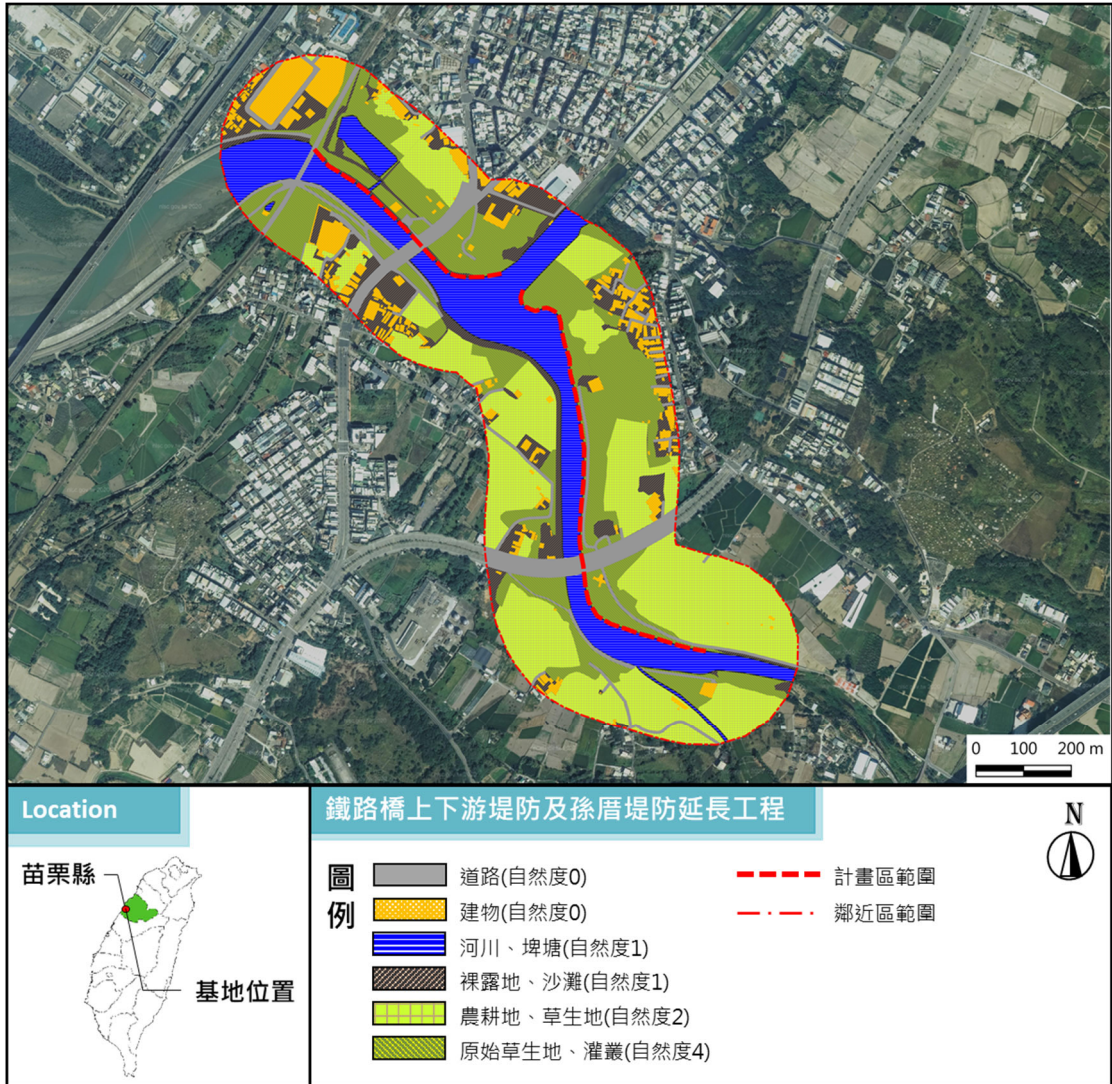 0 100 200 m
Location
苗栗縣
基地位置
鐵路橋上下游堤防及孫厝堤防延長工程
N
圖例
道路(自然度0)
建物(自然度0)
河川、埤塘(自然度1)
裸露地、沙灘(自然度1)
農耕地、草生地(自然度2)
原始草生地、灌叢(自然度4)
計畫區範圍
鄰近區範圍